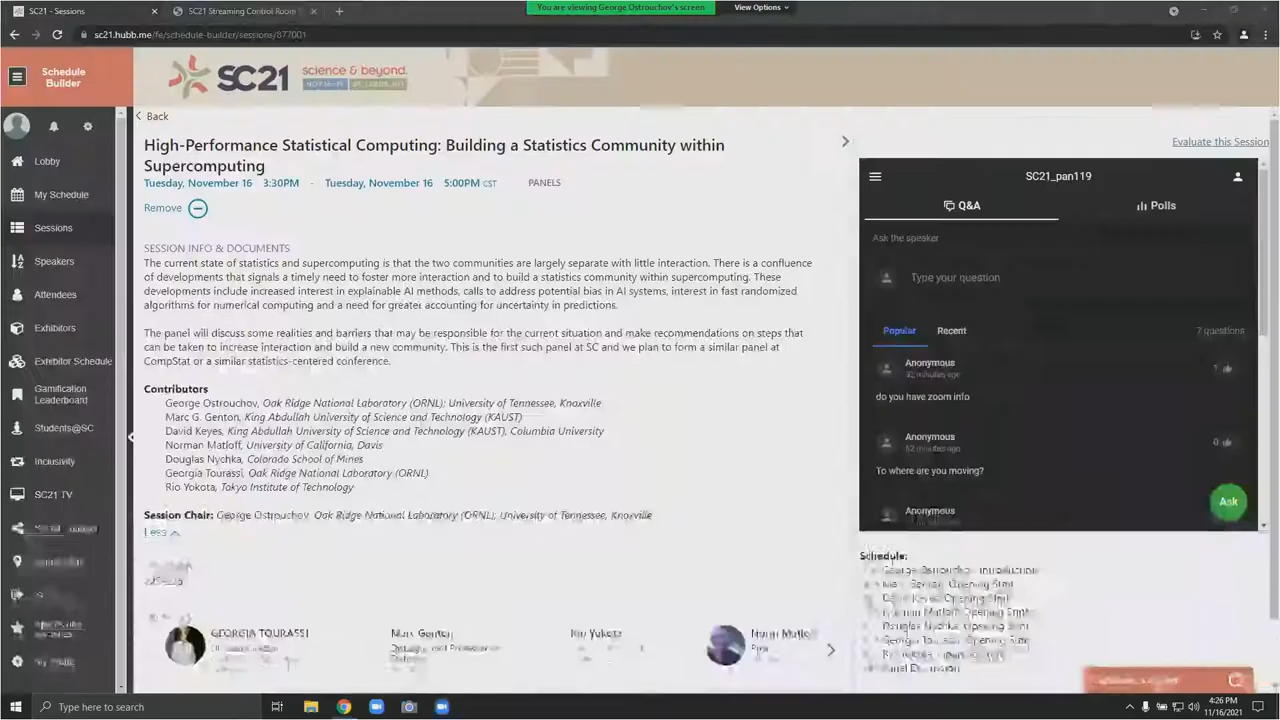 SC21 - Sessions
SC21 Streaming Control Room
You are viewing George Ostrouchov's screen
View Options
sc21.hubb.me/fe/schedule-builder/sessions/877001
Schedule Builder
SC21
science & beyond.
Back
High-Performance Statistical Computing: Building a Statistics Community within
Supercomputing
Tuesday, November 16 3:30PM - Tuesday, November 16 5:00PM CST PANELS
Remove
SESSION INFO & DOCUMENTS
The current state of statistics and supercomputing is that the two communities are largely separate with little interaction. There is a confluence
of developments that signals a timely need to foster more interaction and to build a statistics community within supercomputing. These
developments include increased interest in explainable AI methods, calls to address potential bias in AI systems, interest in fast randomized
algorithms for numerical computing and a need for greater accounting for uncertainty in predictions.
The panel will discuss some realities and barriers that may be responsible for the current situation and make recommendations on steps that
can be taken to increase interaction and build a new community. This is the first such panel at SC and we plan to form a similar panel at
CompStat or a similar statistics-centered conference.
Contributors
George Ostrouchov, Oak Ridge National Laboratory (ORNL); University of Tennessee, Knoxville
Marc G. Genton, King Abdullah University of Science and Technology (KAUST)
David Keyes, King Abdullah University of Science and Technology (KAUST), Columbia University
Norman Matloff, University of California, Davis
Douglas Nychka, Colorado School of Mines
Georgia Tourassi, Oak Ridge National Laboratory (ORNL)
Rio Yokota, Tokyo Institute of Technology
Session Chair: George Ostrouchov, Oak Ridge National Laboratory (ORNL); University of Tennessee, Knoxville
Less
GEORGIA TOURASSI
Marc Genton
Rio Yokota
Lobby
My Schedule
Sessions
Speakers
Attendees
Exhibitors
Exhibitor Schedule
Gamification
Leaderboard
Students@SC
Inclusivity
SC21 TV
Evaluate this Session
SC21_pan119
Q&A
Polls
Ask the speaker
Type your question
Popular
Recent
7 questions
Anonymous
1
do you have zoom info
Anonymous
52 minutes ago
0
To where are you moving?
Anonymous
Ask
Schedule:
Type here to search
4:26 PM
11/16/2021